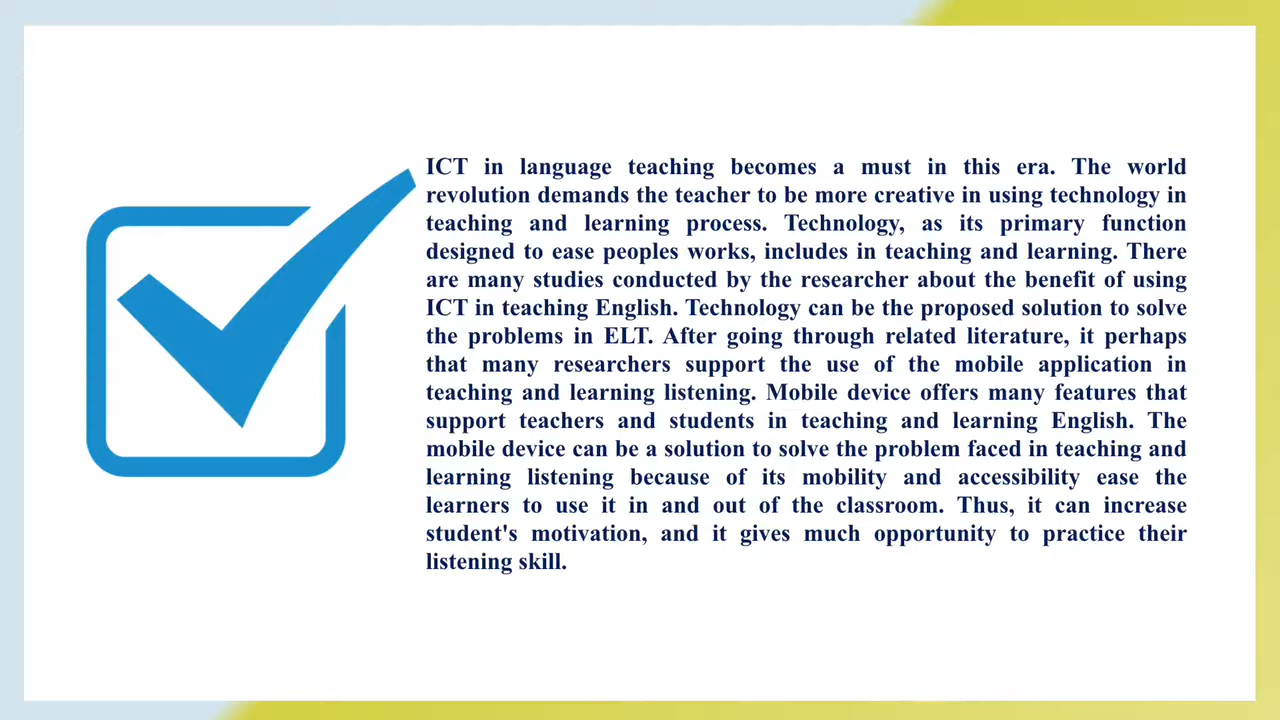 ICT in language teaching becomes a must in this era. The world
revolution demands the teacher to be more creative in using technology in
teaching and learning process. Technology, as its primary function
designed to ease peoples works, includes in teaching and learning. There
are many studies conducted by the researcher about the benefit of using
ICT in teaching English. Technology can be the proposed solution to solve
the problems in ELT. After going through related literature, it perhaps
that many researchers support the use of the mobile application in
teaching and learning listening. Mobile device offers many features that
support teachers and students in teaching and learning English. The
mobile device can be a solution to solve the problem faced in teaching and
learning listening because of its mobility and accessibility ease the
learners to use it in and out of the classroom. Thus, it can increase
student's motivation, and it gives much opportunity to practice their
listening skill.